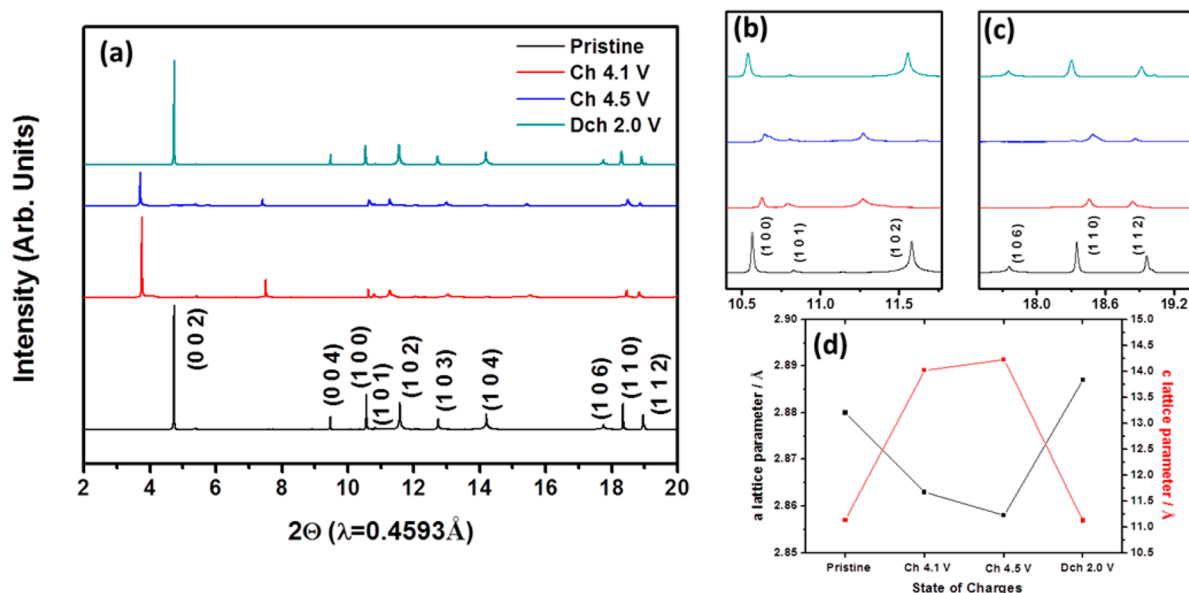 (a)
Pristine
Ch 4.1 V
Ch 4.5 V
Dch 2.0 V
Intensity (Arb. Units)
(0 0 2)
(0 0 4)
(1 0 0)
(1 0 1)
(1 0 2)
(1 0 3)
(1 0 4)
(1 0 6)
(1 1 0)
(1 1 2)
2 4 6 8 10 12 14 16 18 20
2Θ (λ=0.4593Å)
(b)
(1 0 0)
(1 0 1)
(1 0 2)
10.5 11.0 11.5
(c)
(1 0 6)
(1 1 0)
(1 1 2)
18.0 18.6 19.2
(d)
a lattice parameter / Å
2.90
2.89
2.88
2.87
2.86
2.85
15.0
14.5
14.0
13.5
13.0
12.5
12.0
11.5
11.0
10.5
c lattice parameter / Å
Pristine Ch 4.1 V Ch 4.5 V Dch 2.0 V
State of Charges